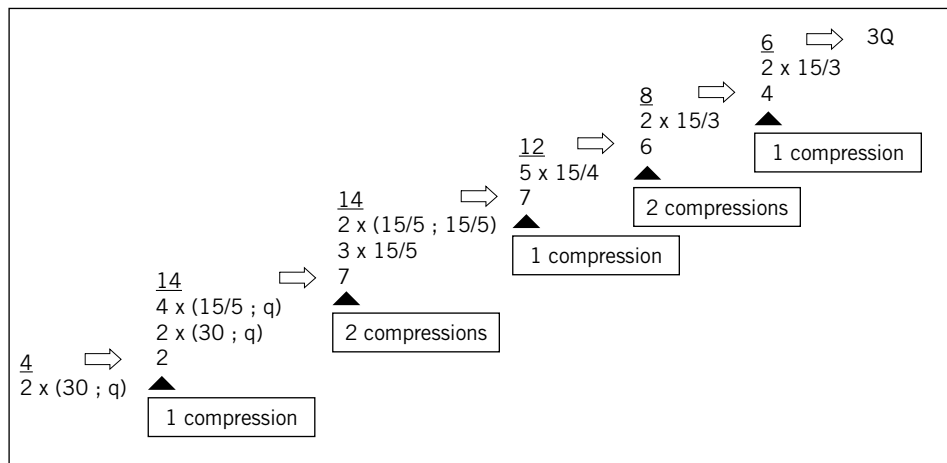 4
2 x (30 ; q)
14
4 x (15/5 ; q)
2 x (30 ; q)
2
1 compression
14
2 x (15/5 ; 15/5)
3 x 15/5
7
2 compressions
12
5 x 15/4
7
1 compression
8
2 x 15/3
6
2 compressions
6
2 x 15/3
4
1 compression
3Q